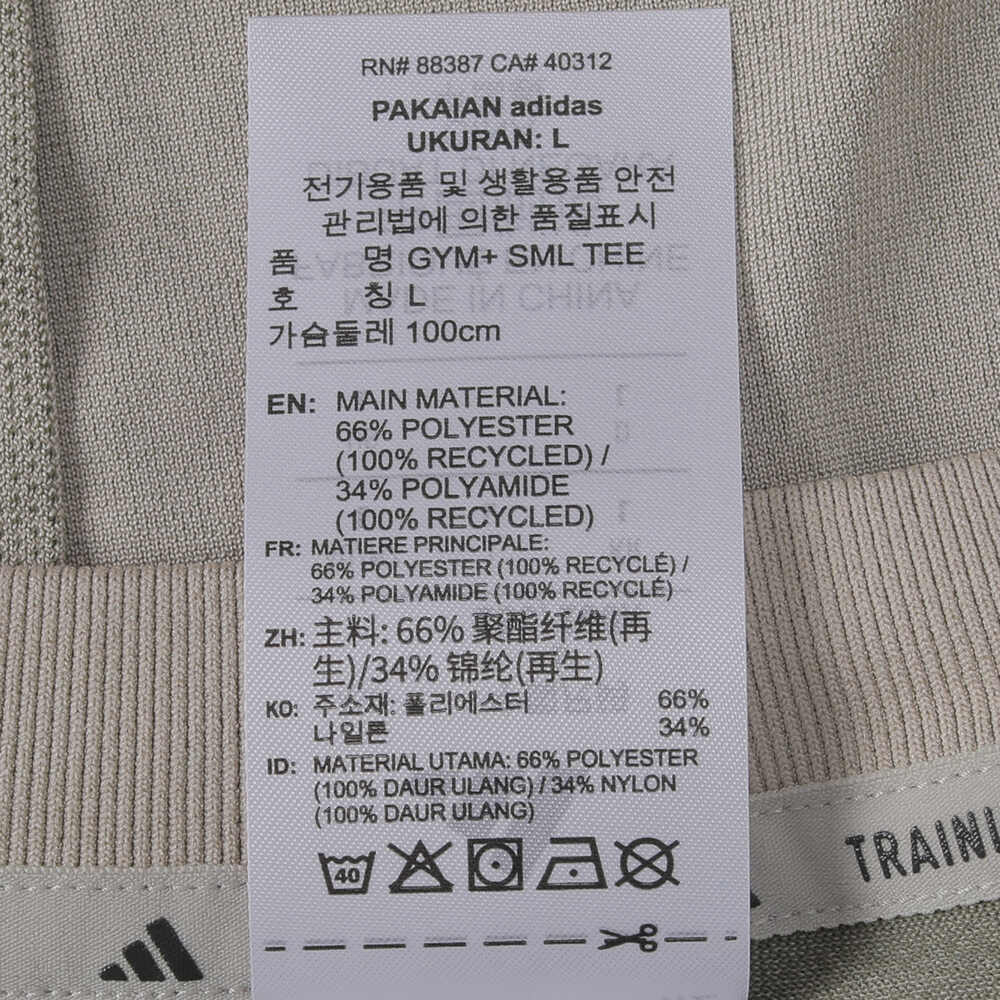 RN# 88387 CA# 40312
PAKAIAN adidas
UKURAN: L
전기용품 및 생활용품 안전
관리법에 의한 품질표시
품 명 GYM+ SML TEE
호 칭 L
가슴둘레 100cm
EN: MAIN MATERIAL:
66% POLYESTER
(100% RECYCLED) /
34% POLYAMIDE
(100% RECYCLED)
FR: MATIERE PRINCIPALE:
66% POLYESTER (100% RECYCLÉ) /
34% POLYAMIDE (100% RECYCLÉ)
ZH: 主料: 66% 聚酯纤维(再
生)/34% 锦纶(再生)
KO: 주소재: 폴리에스터 66%
나일론 34%
ID: MATERIAL UTAMA: 66% POLYESTER
(100% DAUR ULANG) / 34% NYLON
(100% DAUR ULANG)
40
TRAINI